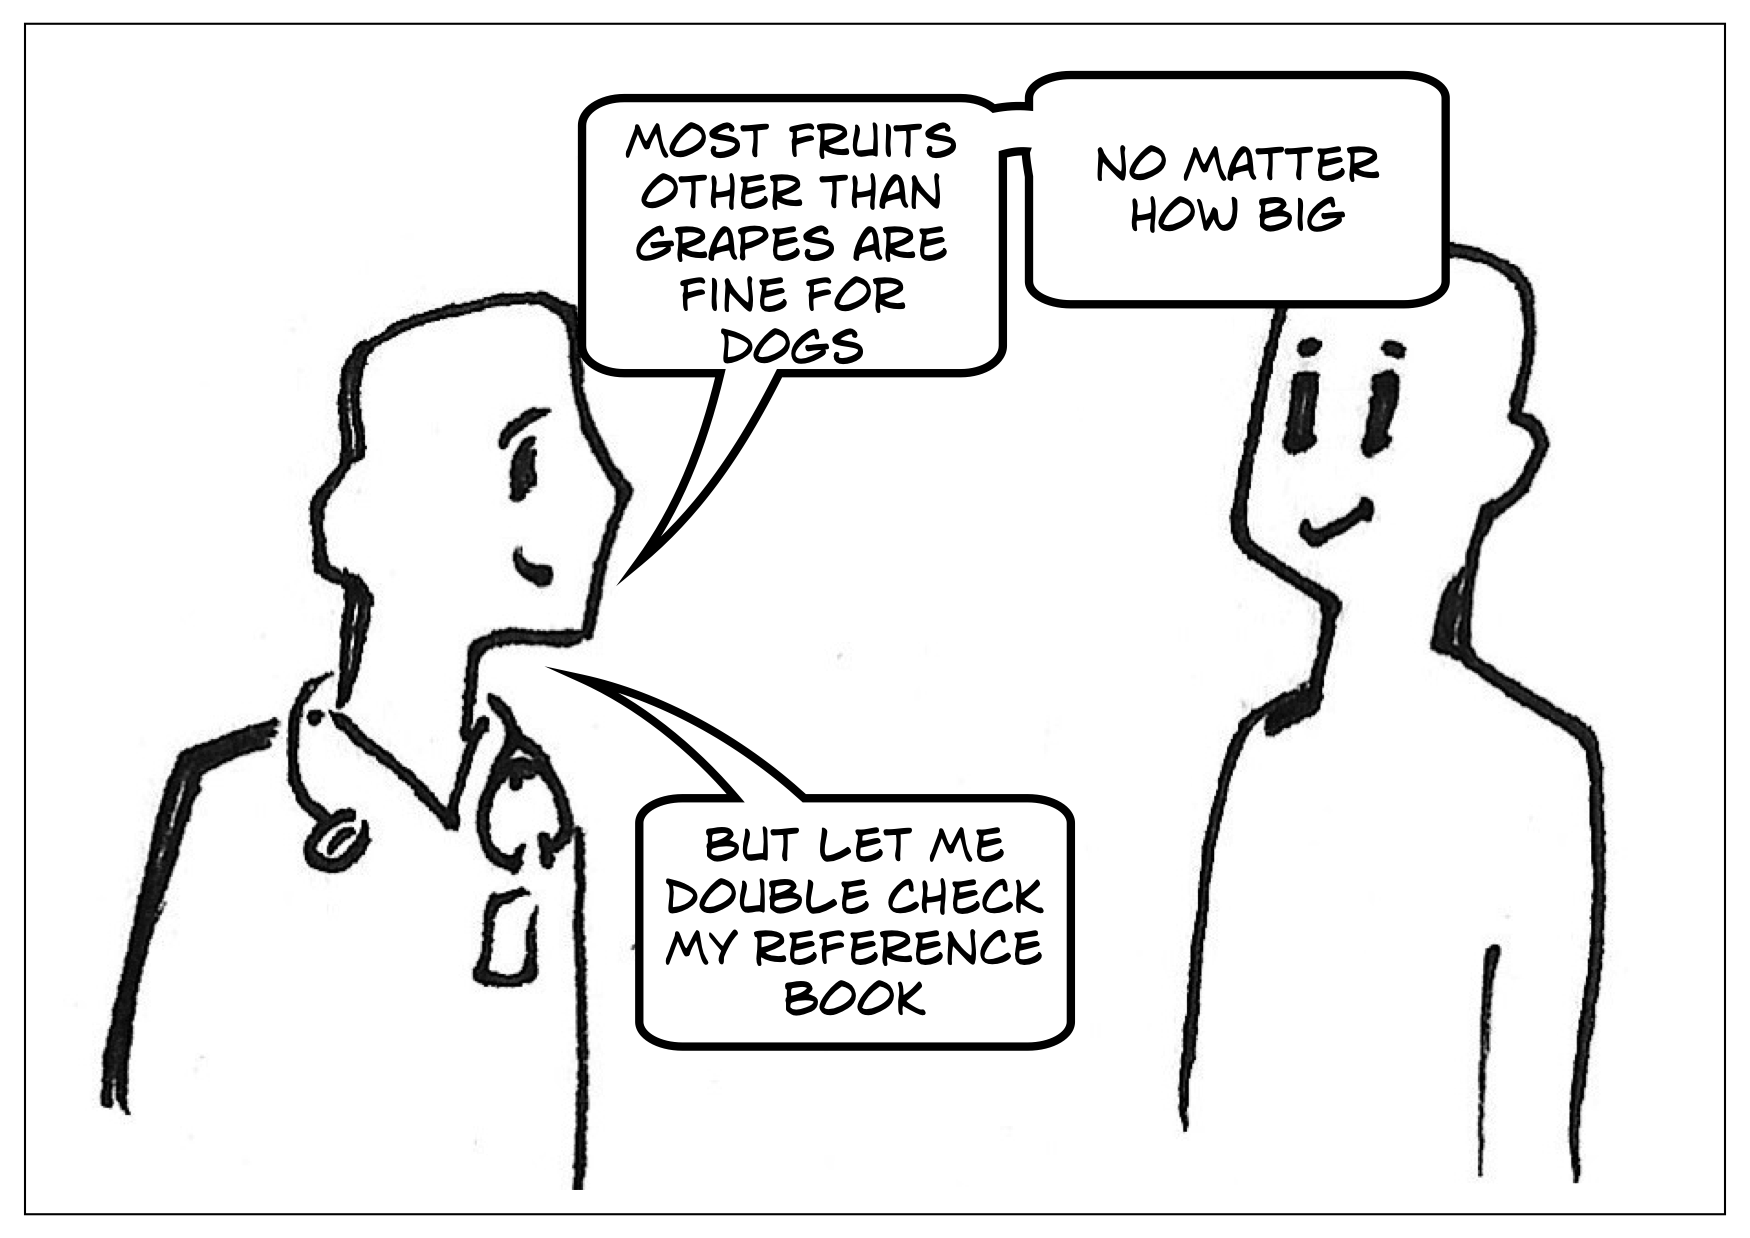 MOST FRUITS
OTHER THAN
GRAPES ARE
FINE FOR
DOGS
NO MATTER
HOW BIG
BUT LET ME
DOUBLE CHECK
MY REFERENCE
BOOK